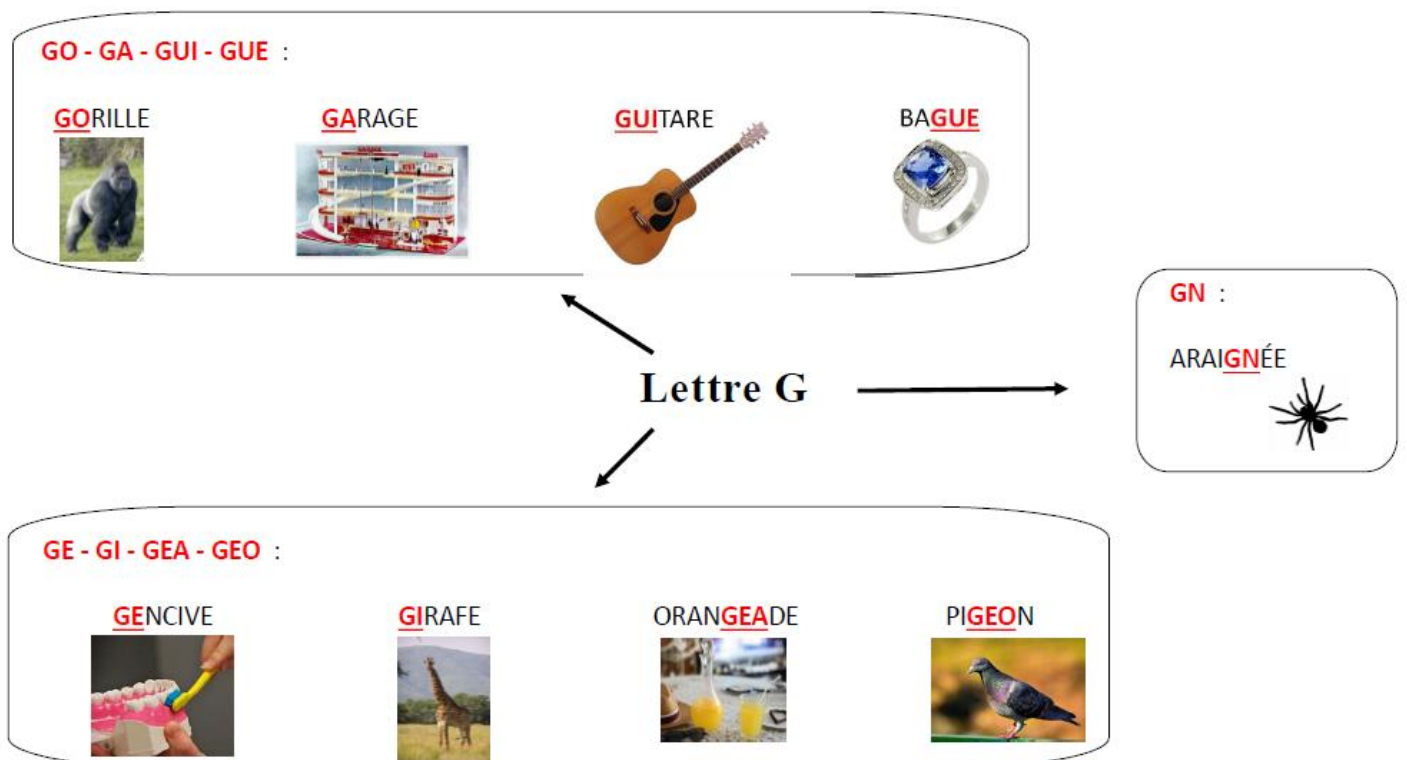 GO - GA - GUI - GUE :
GORILLE GARAGE GUITARE BAGUE
GN :
ARAIGNÉE
Lettre G
GE - GI - GEA - GEO :
GENCIVE GIRAFE ORANGEADE PIGEON